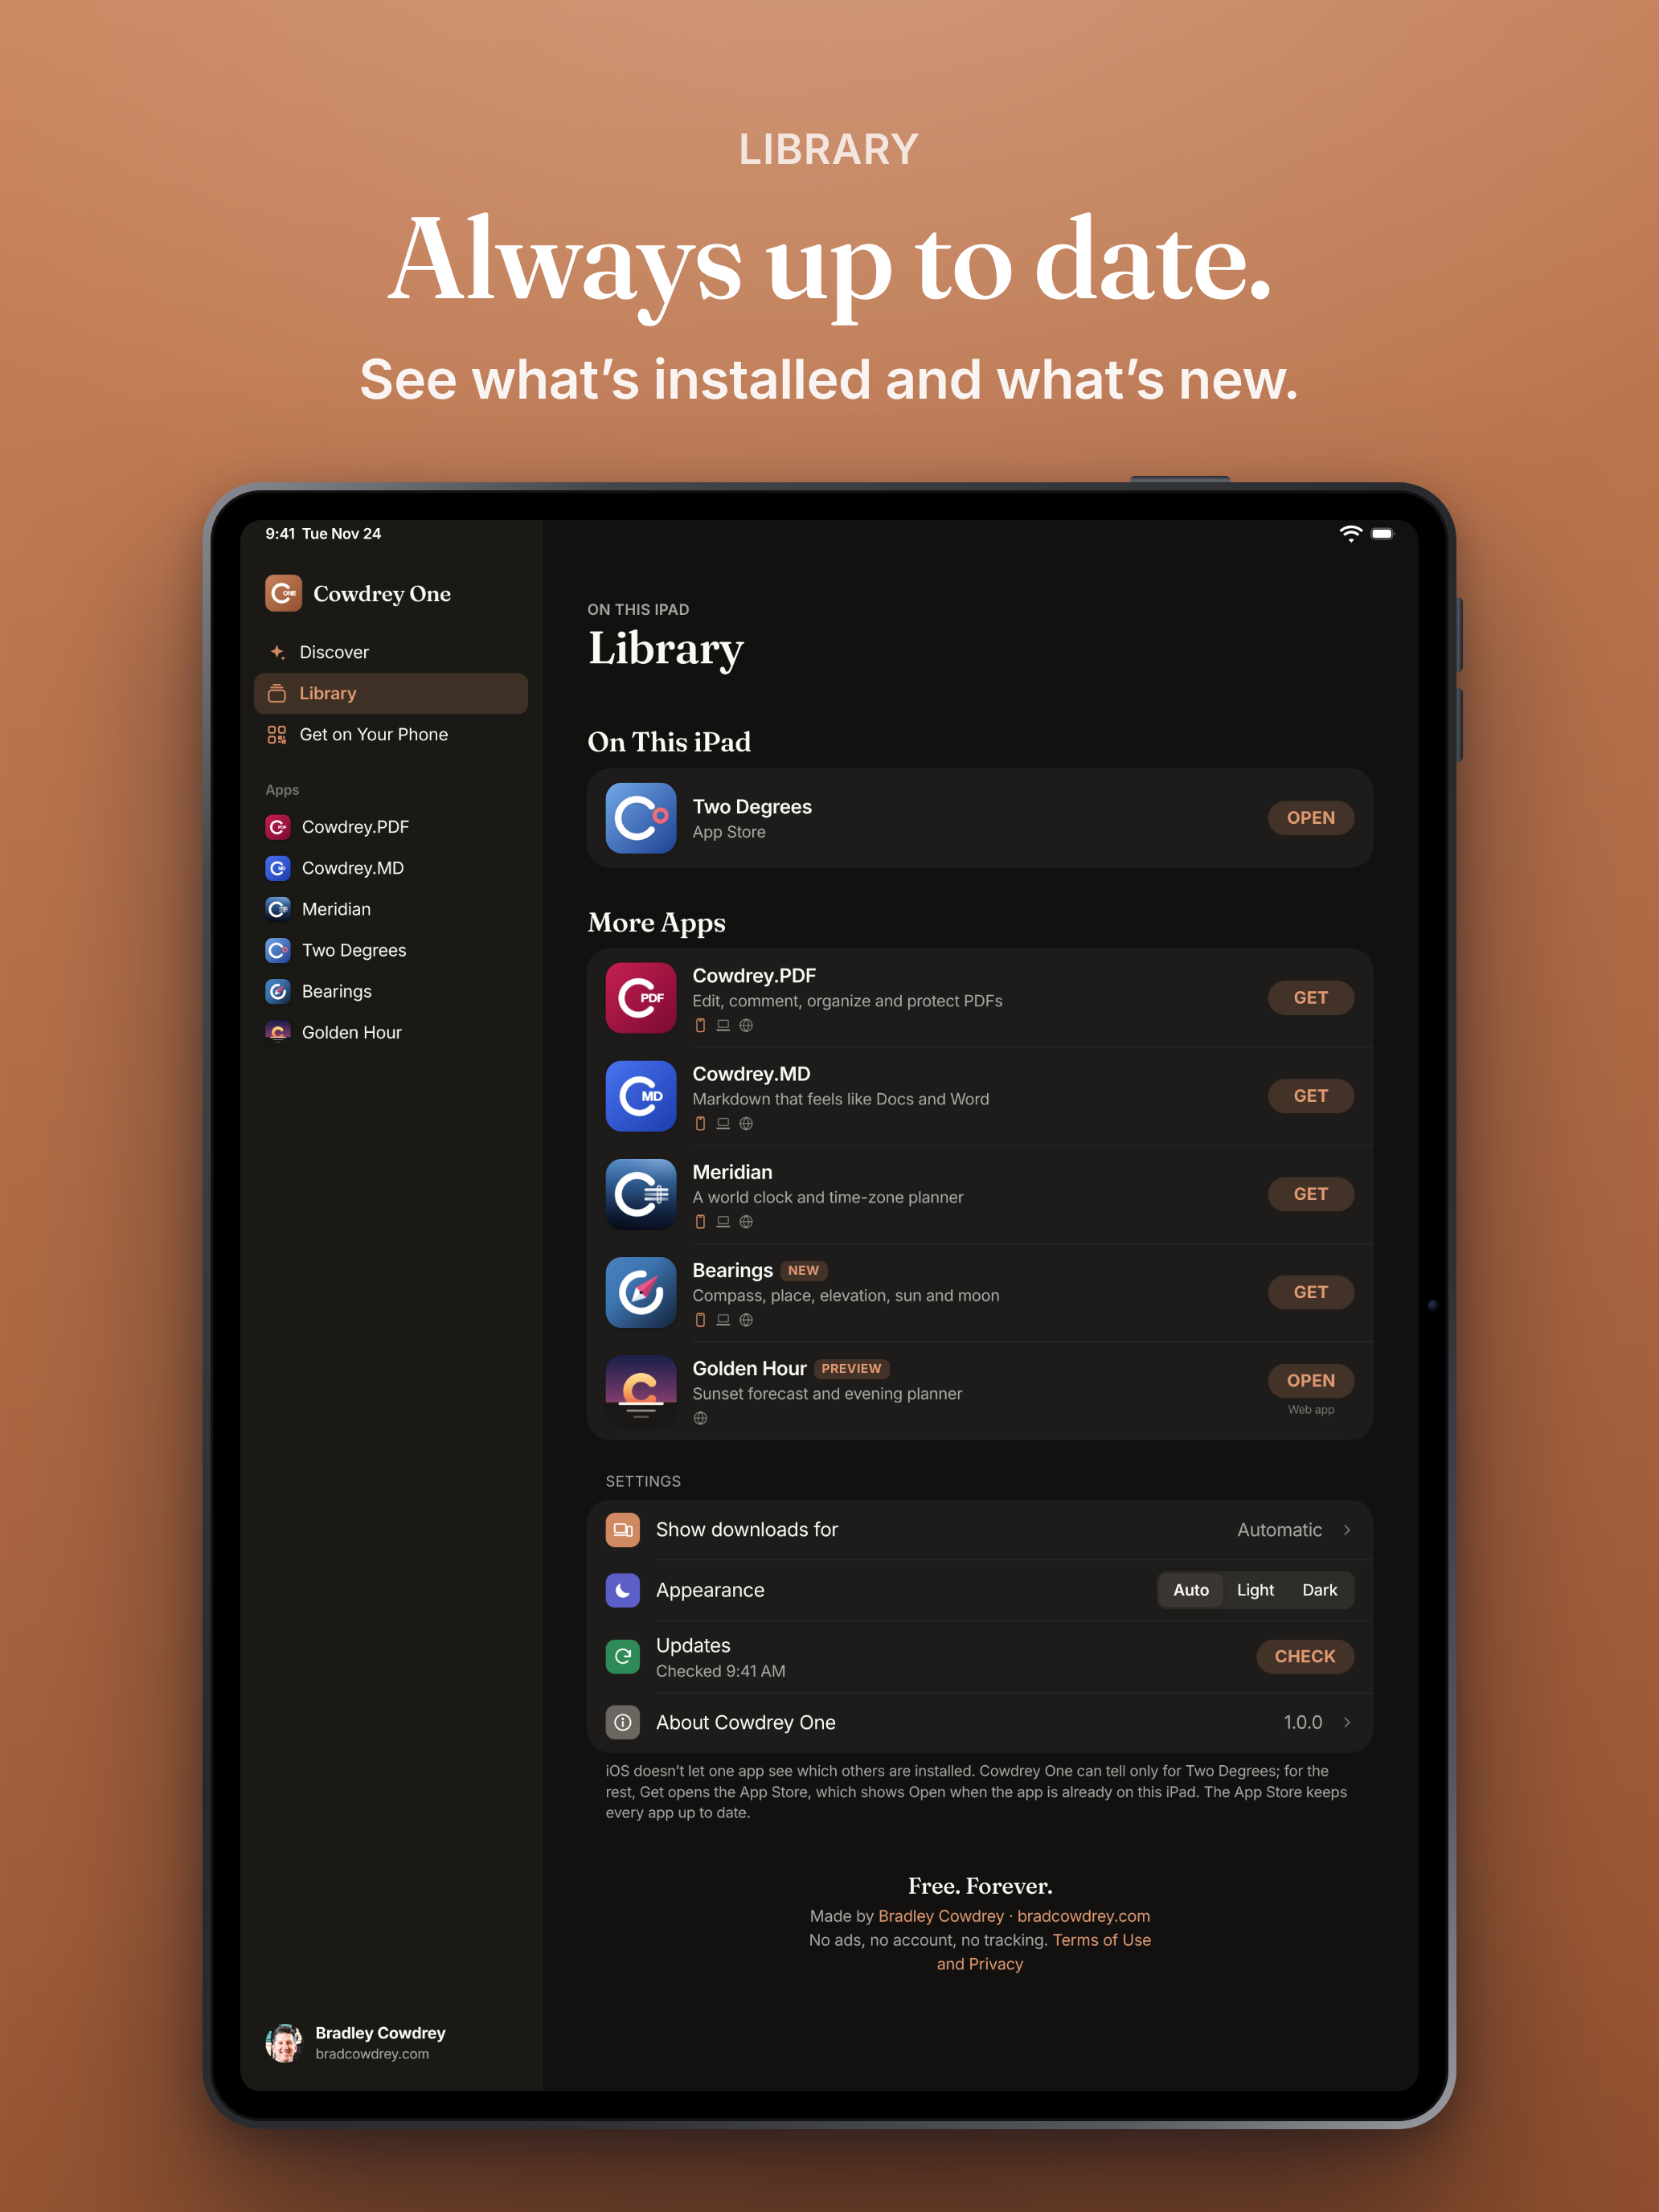 LIBRARY
Always up to date.
See what’s installed and what’s new.
9:41 Tue Nov 24
ONE
Cowdrey One
Discover
Library
Get on Your Phone
Apps
Cowdrey.PDF
Cowdrey.MD
Meridian
Two Degrees
Bearings
Golden Hour
Bradley Cowdrey
bradcowdrey.com
ON THIS IPAD
Library
On This iPad
Two Degrees
App Store
OPEN
More Apps
PDF
Cowdrey.PDF
Edit, comment, organize and protect PDFs
GET
MD
Cowdrey.MD
Markdown that feels like Docs and Word
GET
Meridian
A world clock and time-zone planner
GET
Bearings NEW
Compass, place, elevation, sun and moon
GET
Golden Hour PREVIEW
Sunset forecast and evening planner
OPEN
Web app
SETTINGS
Show downloads for Automatic
Appearance Auto Light Dark
Updates
Checked 9:41 AM
CHECK
About Cowdrey One 1.0.0
iOS doesn’t let one app see which others are installed. Cowdrey One can tell only for Two Degrees; for the
rest, Get opens the App Store, which shows Open when the app is already on this iPad. The App Store keeps
every app up to date.
Free. Forever.
Made by Bradley Cowdrey · bradcowdrey.com
No ads, no account, no tracking. Terms of Use
and Privacy